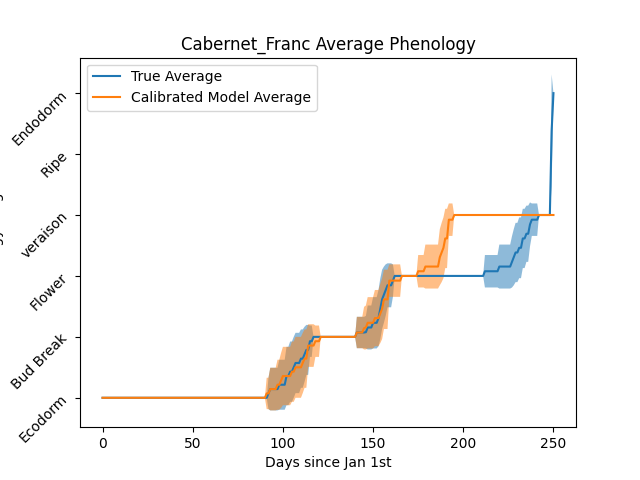 Cabernet_Franc Average Phenology
True Average
Calibrated Model Average
Endodorm
Ripe
veraison
Flower
Bud Break
Ecodorm
0 50 100 150 200 250
Days since Jan 1st